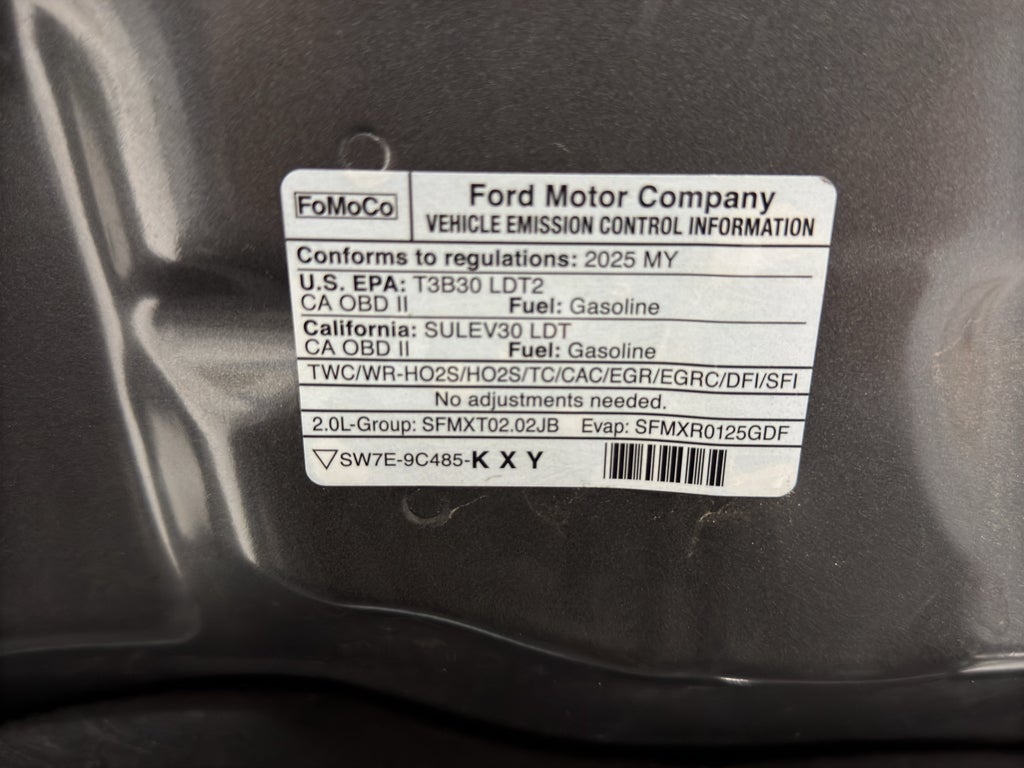 FoMoCo
Ford Motor Company
VEHICLE EMISSION CONTROL INFORMATION
Conforms to regulations: 2025 MY
U.S. EPA: T3B30 LDT2
CA OBD II Fuel: Gasoline
California: SULEV30 LDT
CA OBD II Fuel: Gasoline
TWC/WR-HO2S/HO2S/TC/CAC/EGR/EGRC/DFI/SFI
No adjustments needed.
2.0L-Group: SFMXT02.02JB Evap: SFMXR0125GDF
▽SW7E-9C485-K X Y